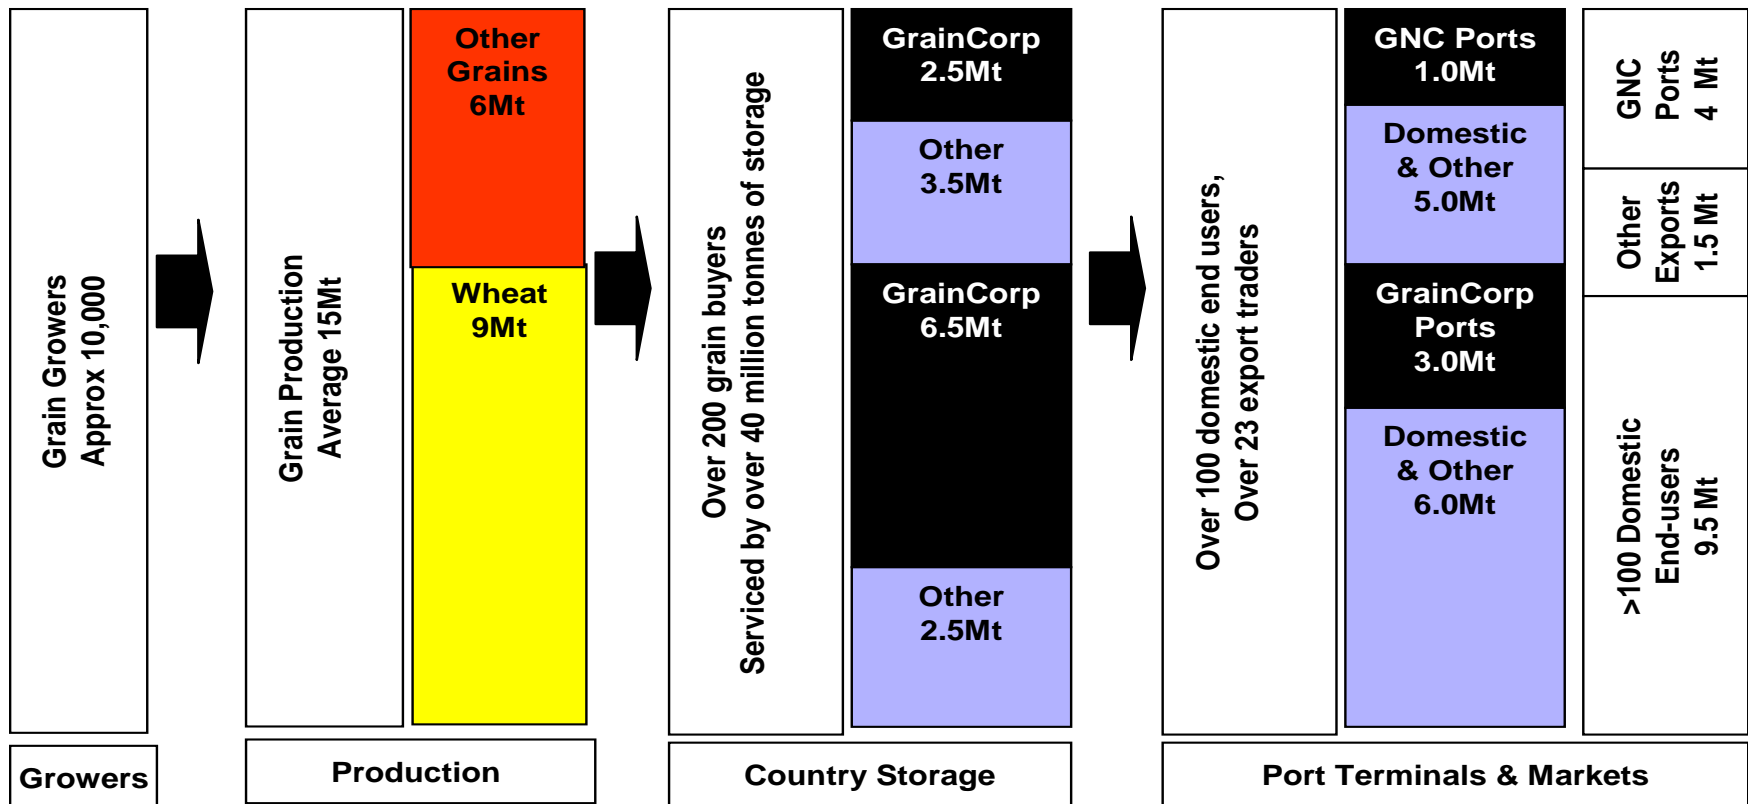 Grain Growers
Approx 10,000
Growers
Grain Production
Average 15Mt
Other
Grains
6Mt
Wheat
9Mt
Production
Over 200 grain buyers
Serviced by over 40 million tonnes of storage
GrainCorp
2.5Mt
Other
3.5Mt
GrainCorp
6.5Mt
Other
2.5Mt
Country Storage
Over 100 domestic end users,
Over 23 export traders
GNC Ports
1.0Mt
Domestic
& Other
5.0Mt
GrainCorp
Ports
3.0Mt
Domestic
& Other
6.0Mt
GNC
Ports
4 Mt
Other
Exports
1.5 Mt
>100 Domestic
End-users
9.5 Mt
Port Terminals & Markets